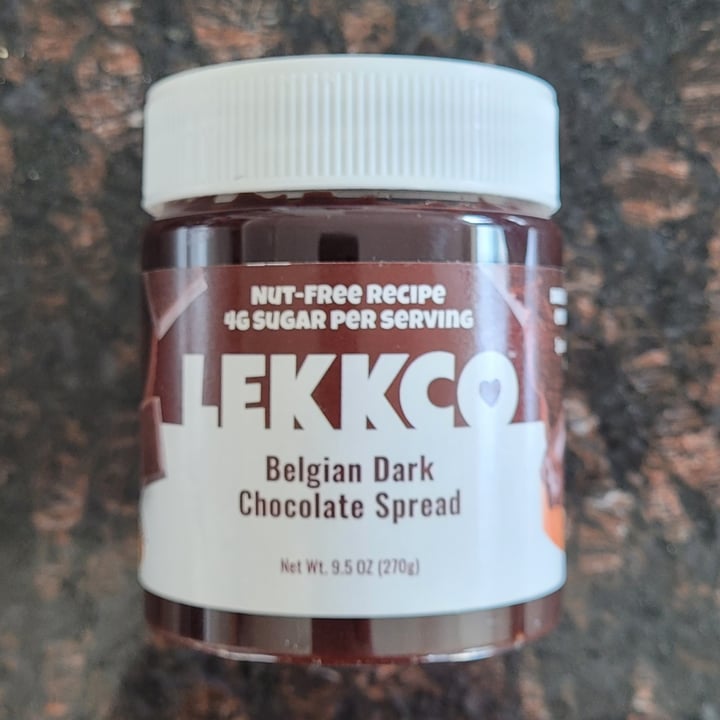 NUT-FREE RECIPE
4G SUGAR PER SERVING
LEKKCO
Belgian Dark
Chocolate Spread
Net Wt. 9.5 OZ (270g)